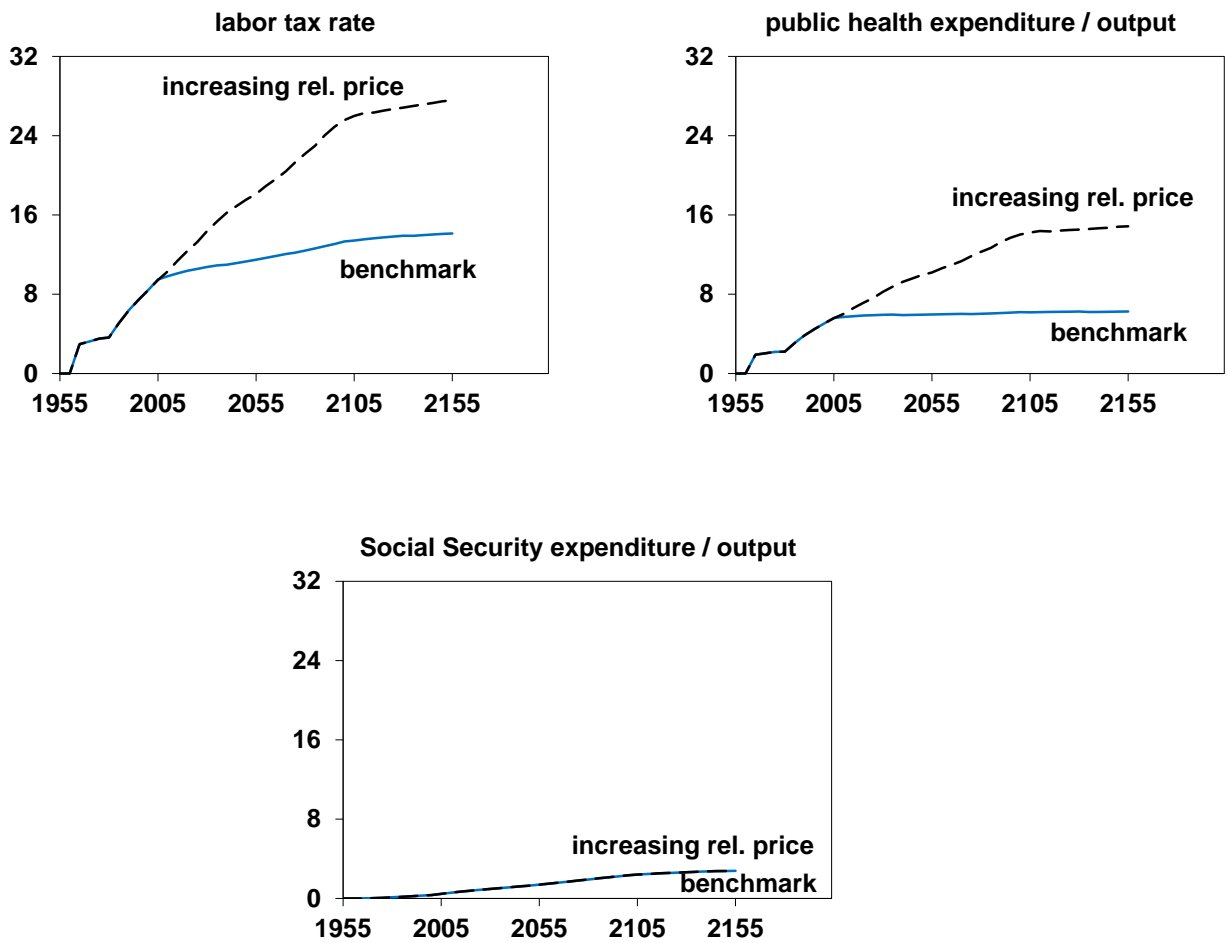 labor tax rate
32
24
16
8
0
increasing rel. price
benchmark
1955 2005 2055 2105 2155
public health expenditure / output
32
24
16
8
0
increasing rel. price
benchmark
1955 2005 2055 2105 2155
Social Security expenditure / output
32
24
16
8
0
increasing rel. price
benchmark
1955 2005 2055 2105 2155